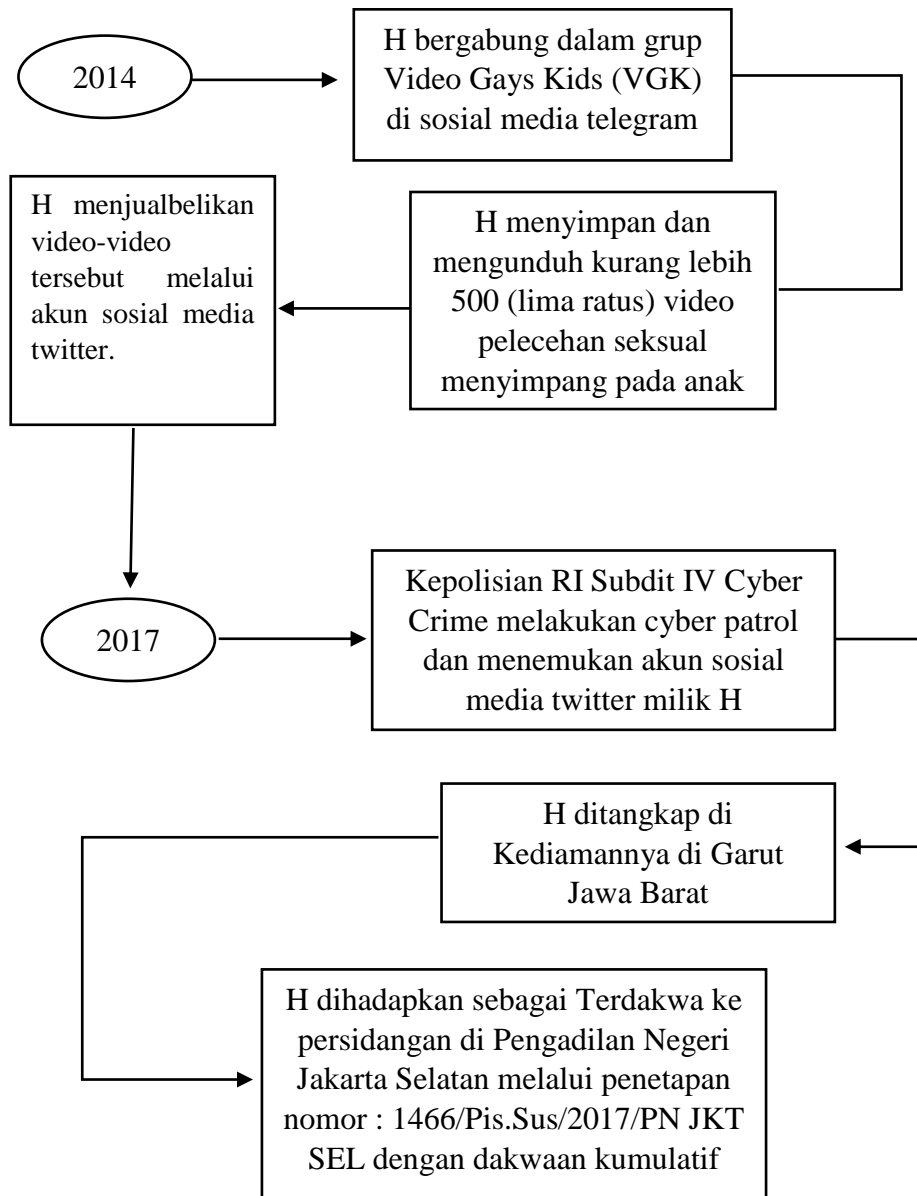 2014
H bergabung dalam grup
Video Gays Kids (VGK)
di sosial media telegram
H menyimpan dan
mengunduh kurang lebih
500 (lima ratus) video
pelecehan seksual
menyimpang pada anak
H menjualbelikan
video-video
tersebut melalui
akun sosial media
twitter.
2017
Kepolisian RI Subdit IV Cyber
Crime melakukan cyber patrol
dan menemukan akun sosial
media twitter milik H
H ditangkap di
Kediamannya di Garut
Jawa Barat
H dihadapkan sebagai Terdakwa ke
persidangan di Pengadilan Negeri
Jakarta Selatan melalui penetapan
nomor : 1466/Pis.Sus/2017/PN JKT
SEL dengan dakwaan kumulatif